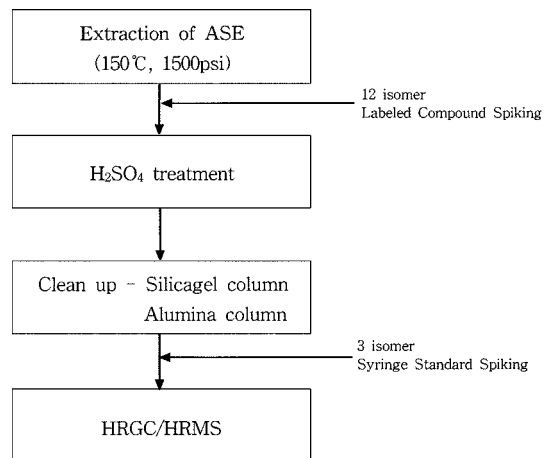 Extraction of ASE
(150℃, 1500psi)
12 isomer
Labeled Compound Spiking
H₂SO₄ treatment
Clean up - Silicagel column
Alumina column
3 isomer
Syringe Standard Spiking
HRGC/HRMS